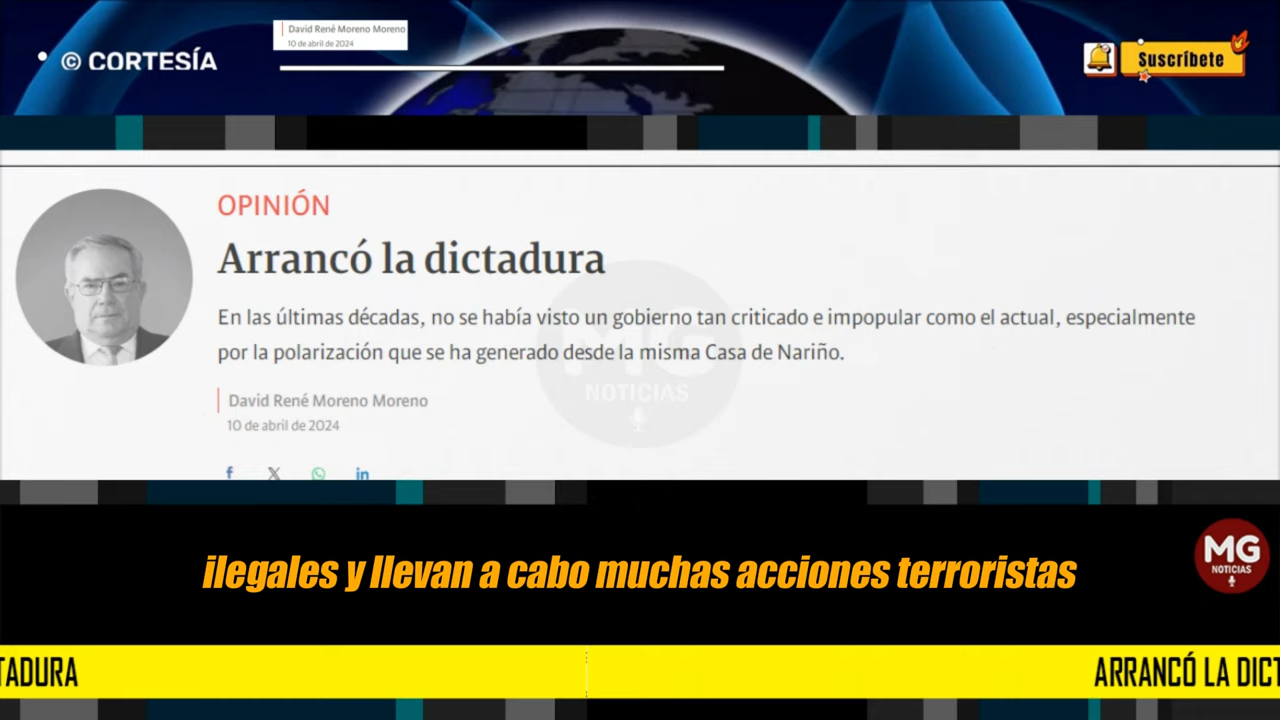 David René Moreno Moreno
10 de abril de 2024
© CORTESÍA
Suscríbete
OPINIÓN
Arrancó la dictadura
En las últimas décadas, no se había visto un gobierno tan criticado e impopular como el actual, especialmente
por la polarización que se ha generado desde la misma Casa de Nariño.
David René Moreno Moreno
10 de abril de 2024
MG
NOTICIAS
ilegales y llevan a cabo muchas acciones terroristas
MG
NOTICIAS
TADURA
ARRANCÓ LA DICT